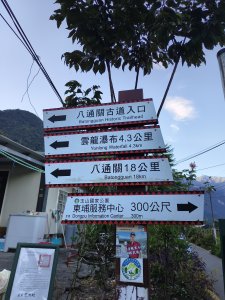 八通關古道入口
Batongguan Historic Trailhead
雲龍瀑布4.3公里
Yunlong Waterfall 4.3km
八通關18公里
Batongguan 18km
玉山國家公園
東埔服務中心 300公尺
Dongpu Information Center 300m